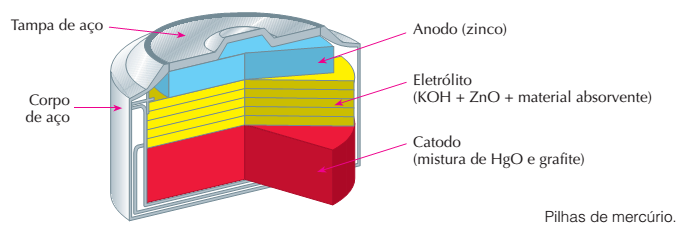 Tampa de aço
Anodo (zinco)
Eletrólito
(KOH + ZnO + material absorvente)
Corpo
de aço
Catodo
(mistura de HgO e grafite)
Pilhas de mercúrio.